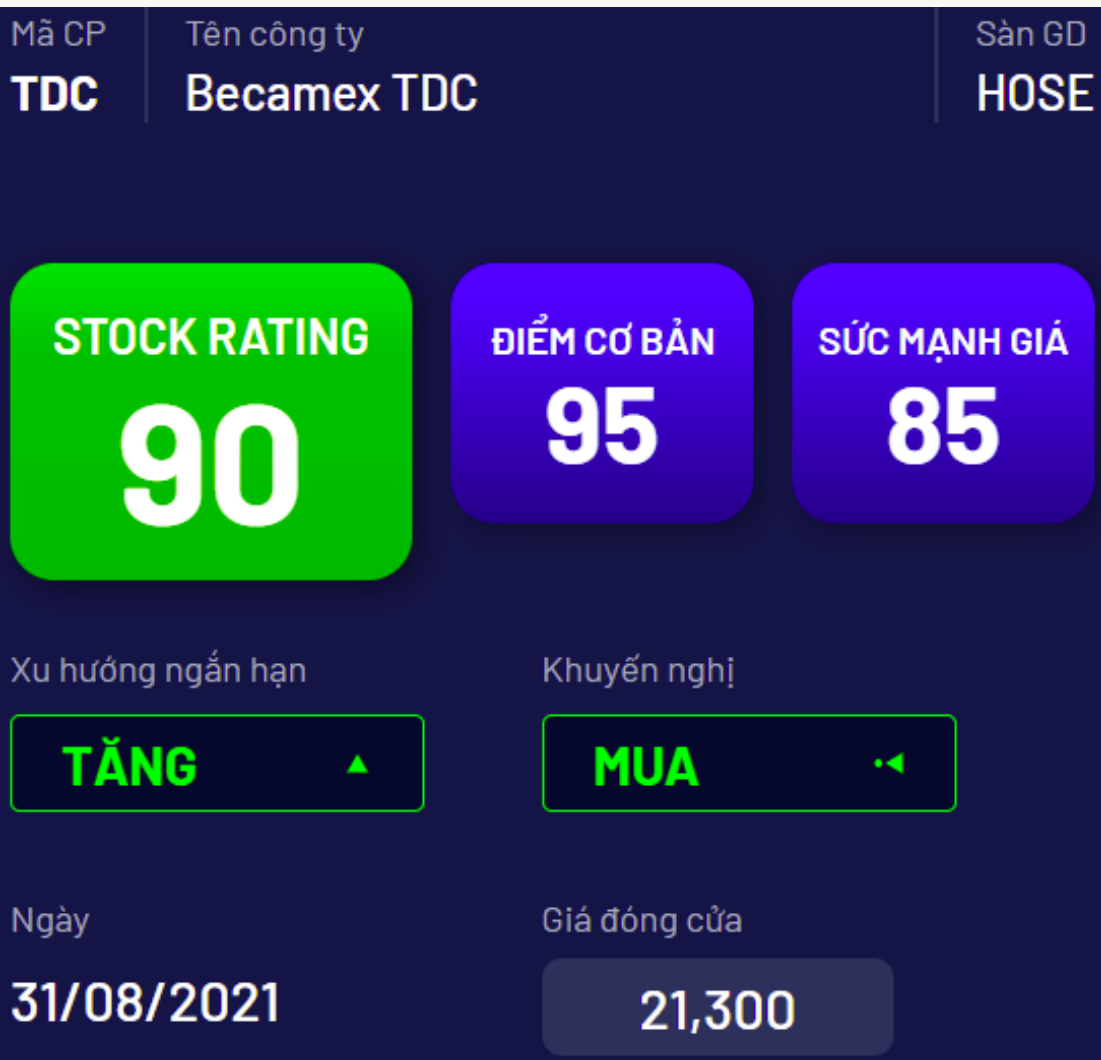 Mã CP Tên công ty Sàn GD
TDC Becamex TDC HOSE
STOCK RATING ĐIỂM CƠ BẢN SỨC MẠNH GIÁ
90 95 85
Xu hướng ngắn hạn Khuyến nghị
TĂNG MUA
Ngày Giá đóng cửa
31/08/2021 21,300